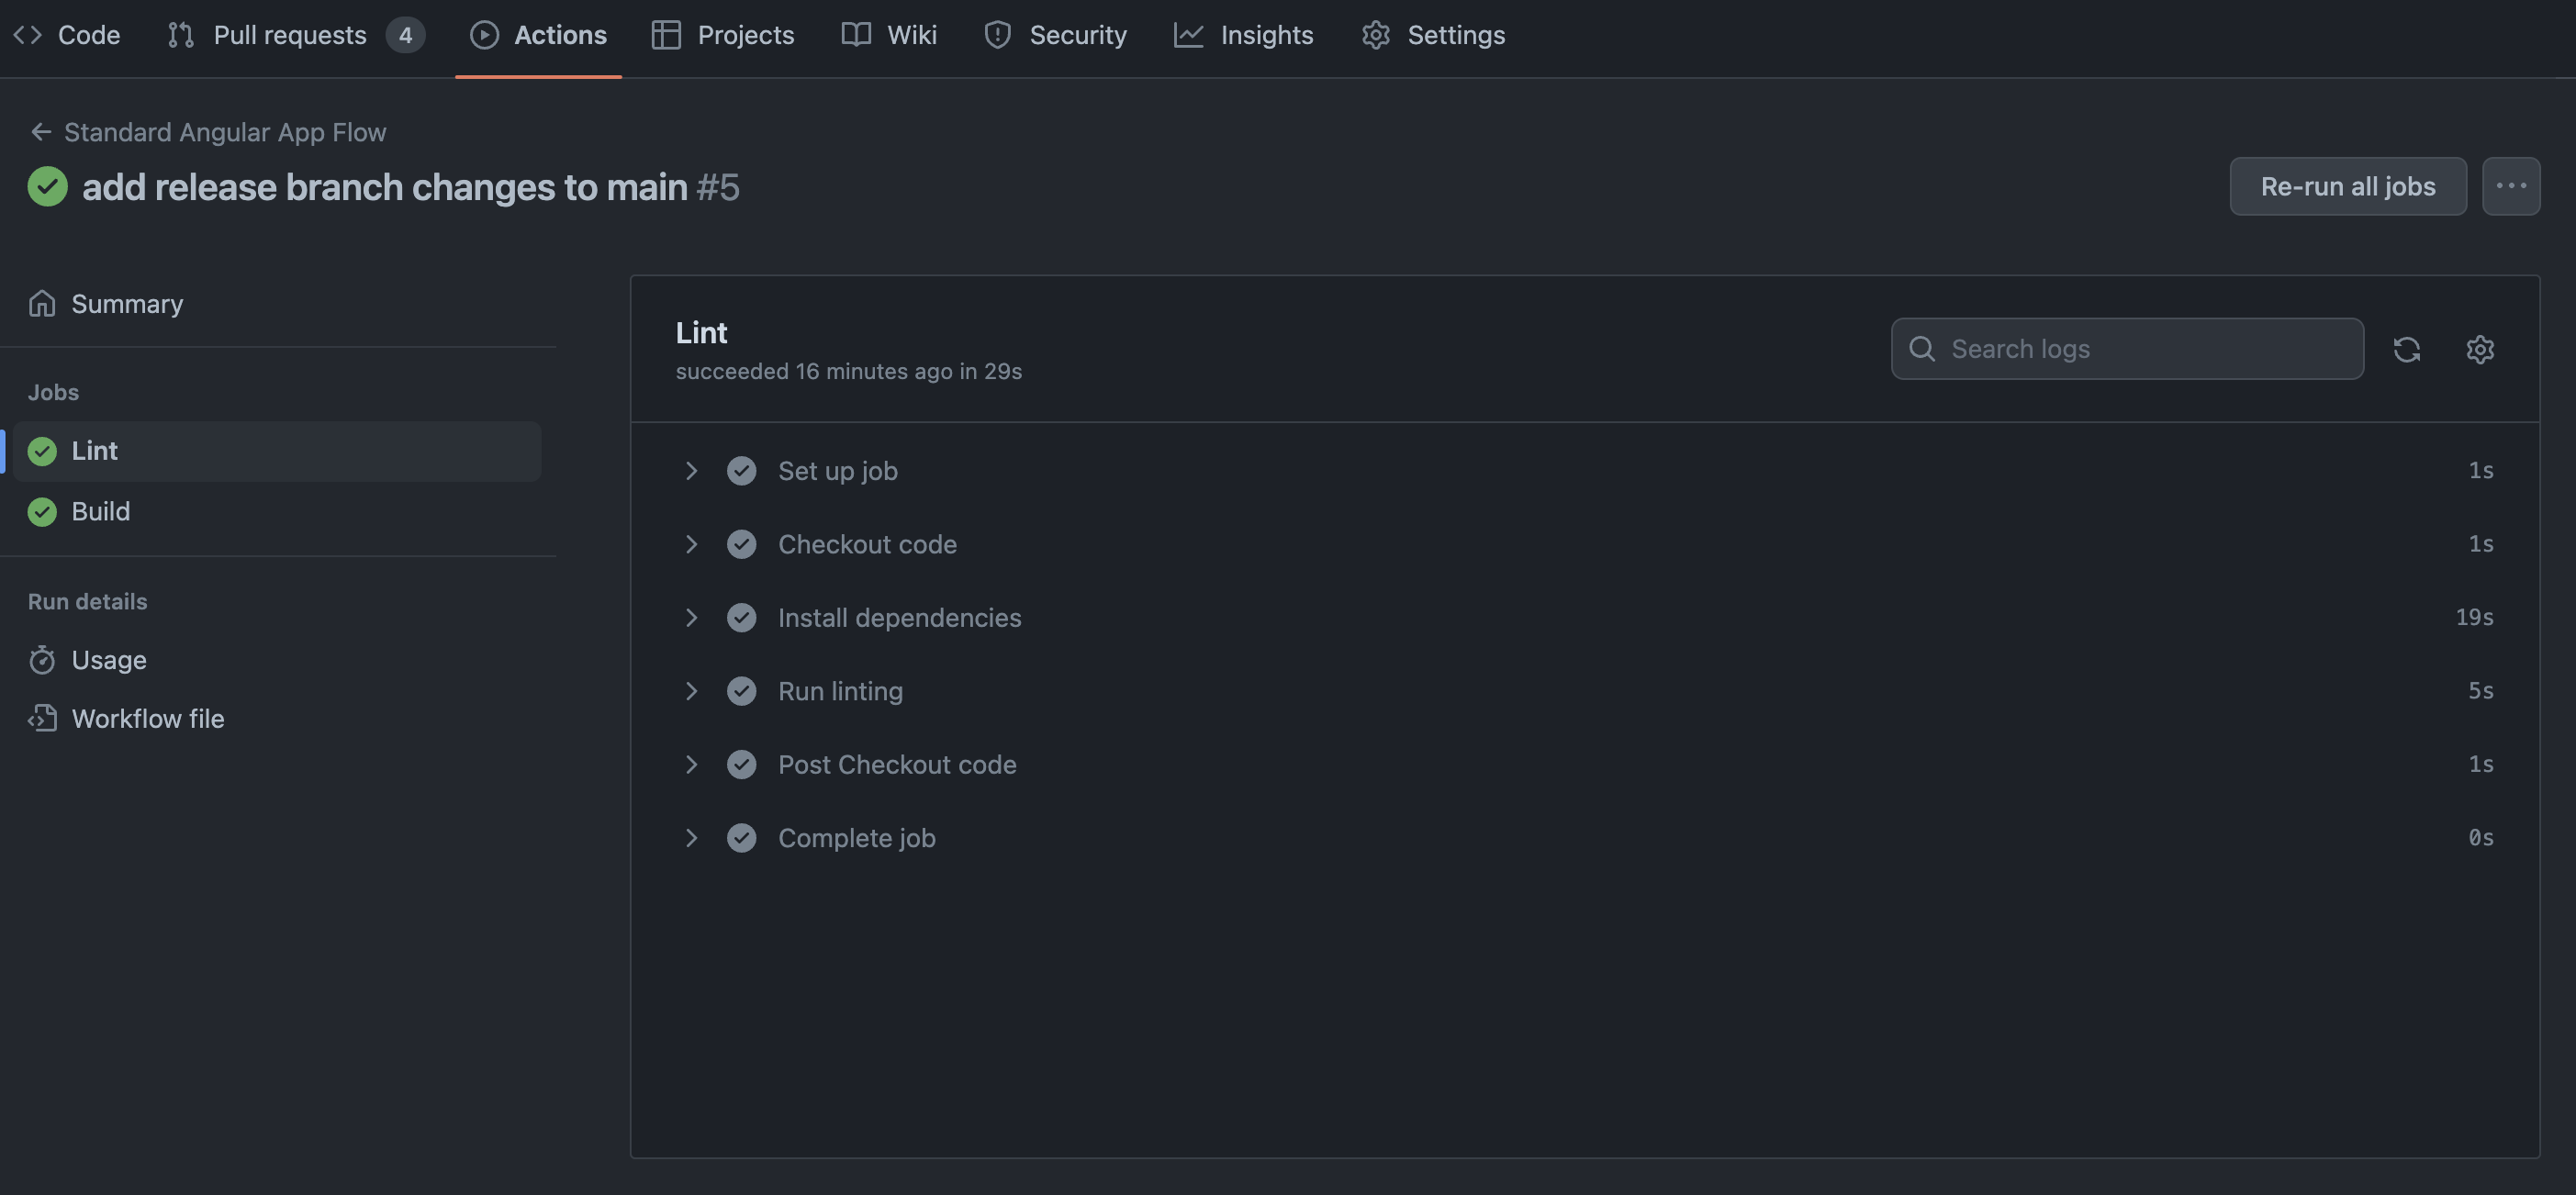 Code Pull requests 4 Actions Projects Wiki Security Insights Settings
Standard Angular App Flow
add release branch changes to main #5
Re-run all jobs
Summary
Jobs
Lint
Build
Run details
Usage
Workflow file
Lint
succeeded 16 minutes ago in 29s
Search logs
Set up job 1s
Checkout code 1s
Install dependencies 19s
Run linting 5s
Post Checkout code 1s
Complete job 0s